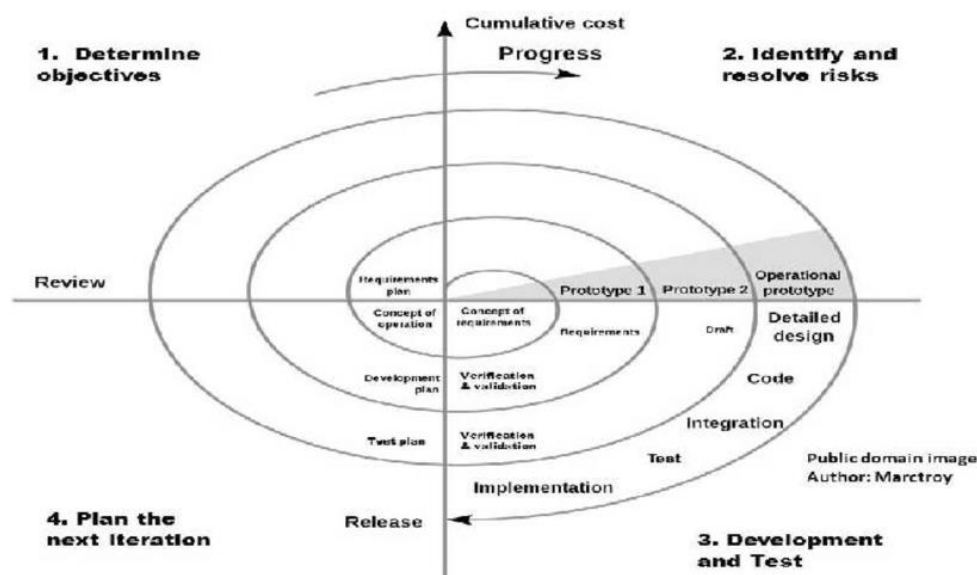 Cumulative cost
1. Determine
objectives
Progress
2. Identify and
resolve risks
Review
Requirements
plan
Prototype 1
Prototype 2
Operational
prototype
Concept of
operation
Concept of
requirements
Requirements
Draft
Detailed
design
Development
plan
Verification
& validation
Code
Test plan
Verification
& validation
Integration
Test
Public domain image
Author: Marctroy
Implementation
4. Plan the
next iteration
Release
3. Development
and Test